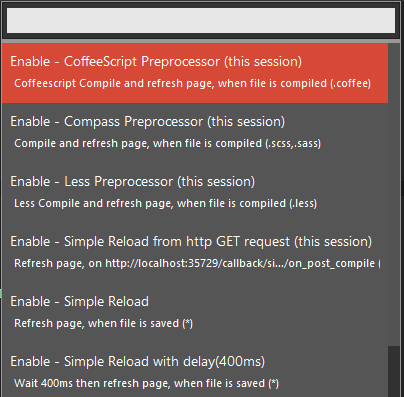 Enable - CoffeeScript Preprocessor (this session)
Coffeescript Compile and refresh page, when file is compiled (.coffee)
Enable - Compass Preprocessor (this session)
Compile and refresh page, when file is compiled (.scss,.sass)
Enable - Less Preprocessor (this session)
Less Compile and refresh page, when file is compiled (.less)
Enable - Simple Reload from http GET request (this session)
Refresh page, on http://localhost:35729/callback/si.../on_post_compile (
Enable - Simple Reload
Refresh page, when file is saved (*)
Enable - Simple Reload with delay(400ms)
Wait 400ms then refresh page, when file is saved (*)